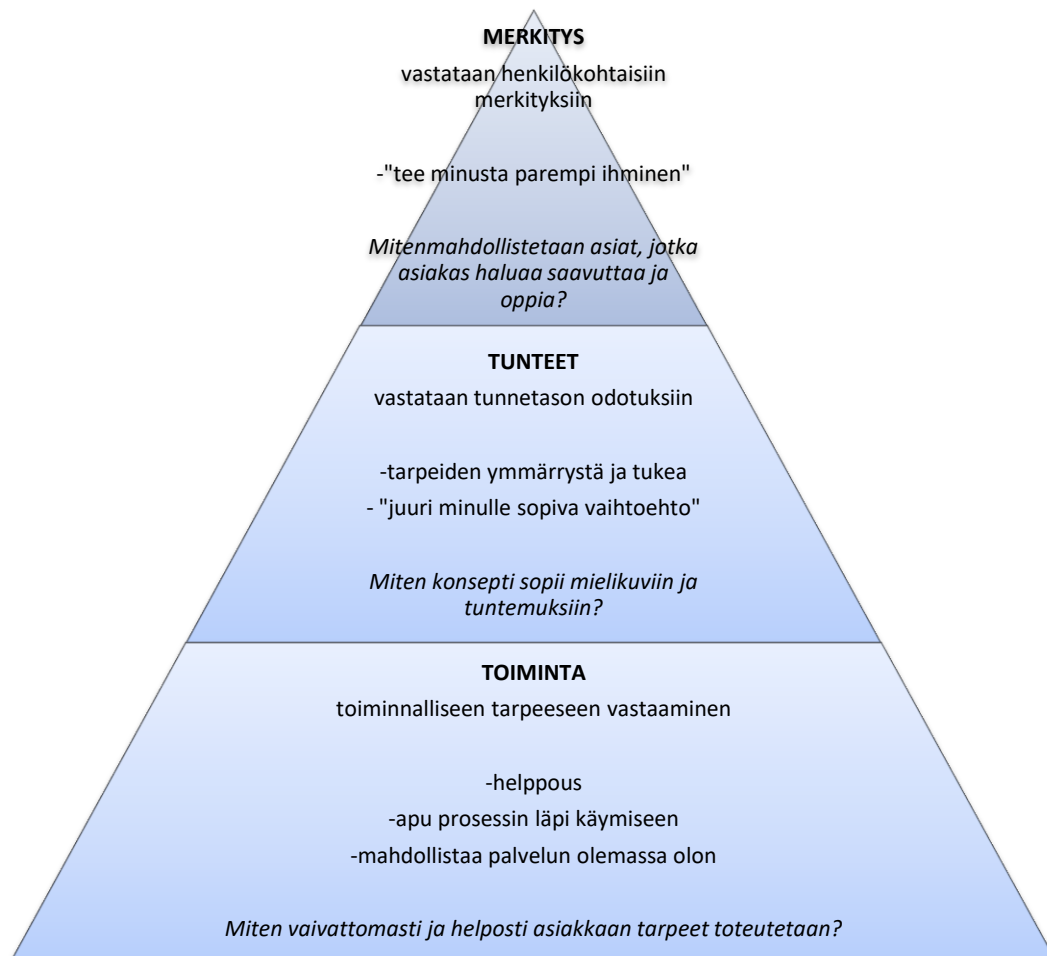 MERKITYS
vastataan henkilökohtaisiin
merkityksiin
-"tee minusta parempi ihminen"
Mitenmahdollistetaan asiat, jotka
asiakas haluaa saavuttaa ja
oppia?
TUNTEET
vastataan tunnetason odotuksiin
-tarpeiden ymmärrystä ja tukea
- "juuri minulle sopiva vaihtoehto"
Miten konsepti sopii mielikuviin ja
tuntemuksiin?
TOIMINTA
toiminnalliseen tarpeeseen vastaaminen
-helppous
-apu prosessin läpi käymiseen
-mahdollistaa palvelun olemassa olon
Miten vaivattomasti ja helposti asiakkaan tarpeet toteutetaan?